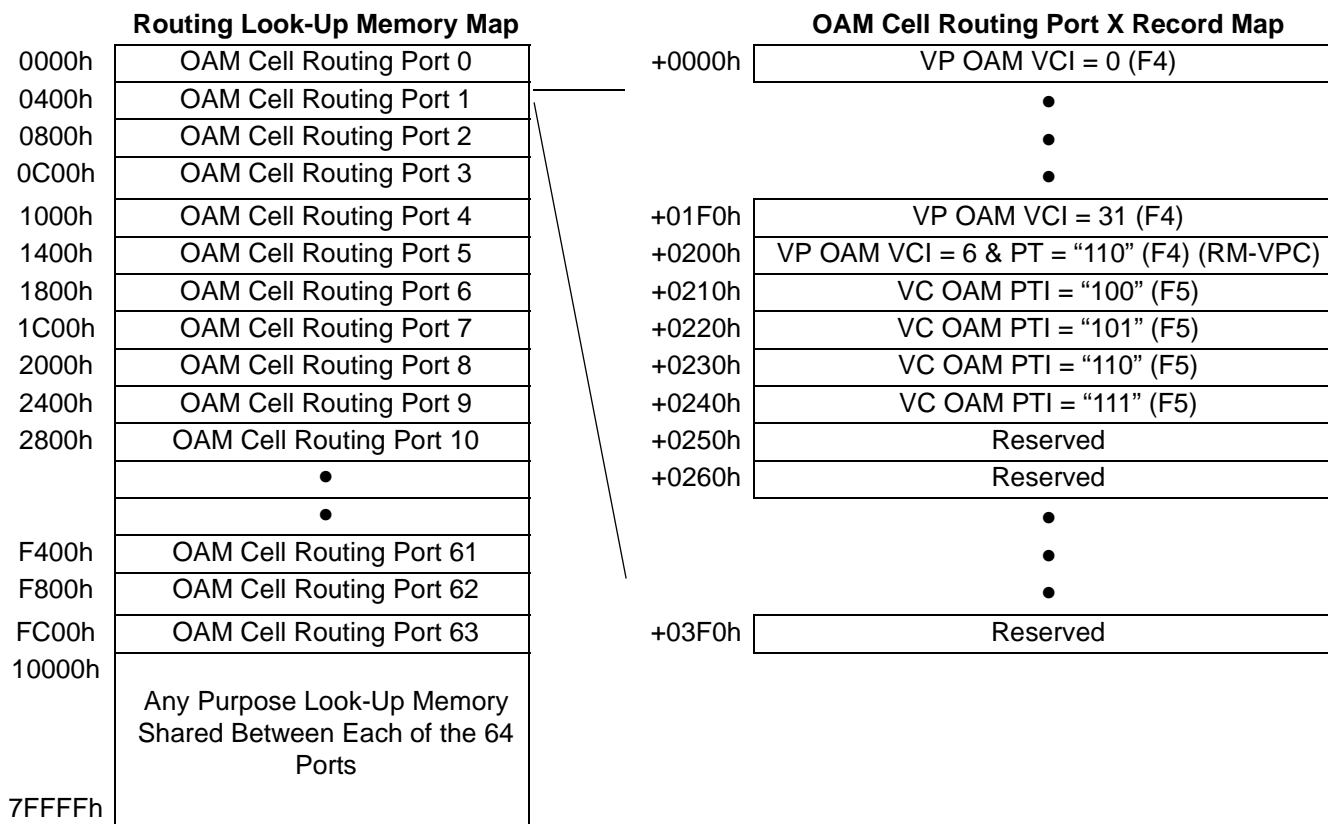 Routing Look-Up Memory Map
0000h OAM Cell Routing Port 0
0400h OAM Cell Routing Port 1
0800h OAM Cell Routing Port 2
0C00h OAM Cell Routing Port 3
1000h OAM Cell Routing Port 4
1400h OAM Cell Routing Port 5
1800h OAM Cell Routing Port 6
1C00h OAM Cell Routing Port 7
2000h OAM Cell Routing Port 8
2400h OAM Cell Routing Port 9
2800h OAM Cell Routing Port 10
•
•
F400h OAM Cell Routing Port 61
F800h OAM Cell Routing Port 62
FC00h OAM Cell Routing Port 63
10000h
Any Purpose Look-Up Memory
Shared Between Each of the 64
Ports
7FFFFh
OAM Cell Routing Port X Record Map
+0000h VP OAM VCI = 0 (F4)
•
•
•
+01F0h VP OAM VCI = 31 (F4)
+0200h VP OAM VCI = 6 & PT = “110” (F4) (RM-VPC)
+0210h VC OAM PTI = “100” (F5)
+0220h VC OAM PTI = “101” (F5)
+0230h VC OAM PTI = “110” (F5)
+0240h VC OAM PTI = “111” (F5)
+0250h Reserved
+0260h Reserved
•
•
•
+03F0h Reserved